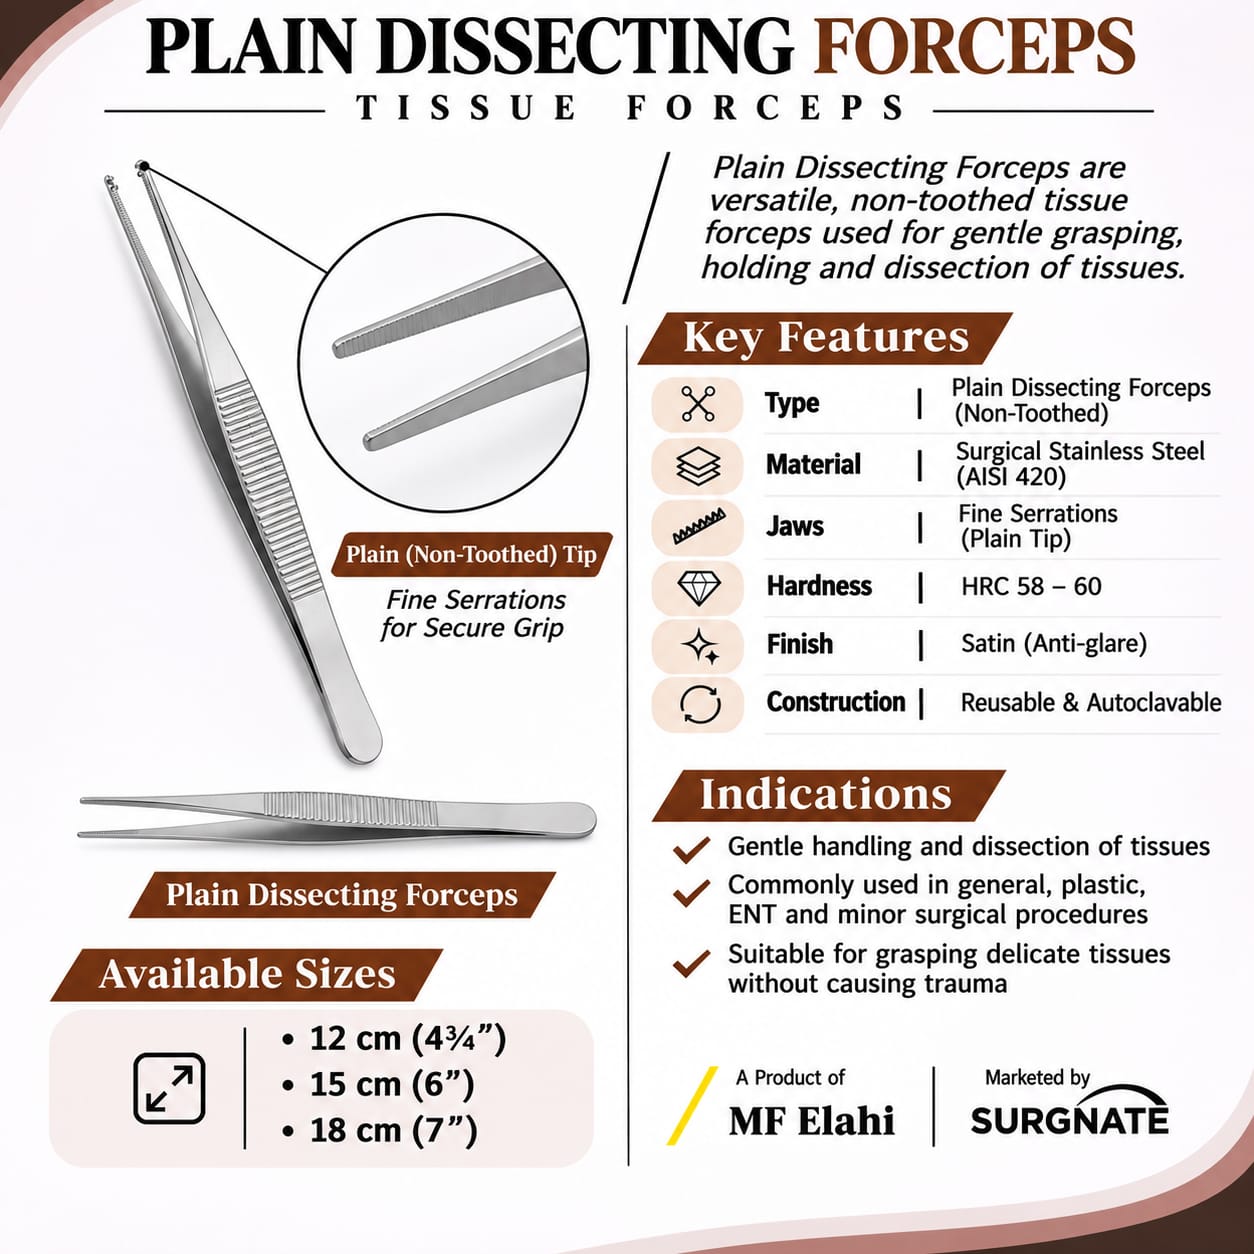 PLAIN DISSECTING FORCEPS
TISSUE FORCEPS
Plain Dissecting Forceps are
versatile, non-toothed tissue
forceps used for gentle grasping,
holding and dissection of tissues.
Plain (Non-Toothed) Tip
Fine Serrations
for Secure Grip
Plain Dissecting Forceps
Available Sizes
• 12 cm (4¾”)
• 15 cm (6”)
• 18 cm (7”)
Key Features
Type | Plain Dissecting Forceps
(Non-Toothed)
Material | Surgical Stainless Steel
(AISI 420)
Jaws | Fine Serrations
(Plain Tip)
Hardness | HRC 58 – 60
Finish | Satin (Anti-glare)
Construction | Reusable & Autoclavable
Indications
Gentle handling and dissection of tissues
Commonly used in general, plastic,
ENT and minor surgical procedures
Suitable for grasping delicate tissues
without causing trauma
A Product of
MF Elahi
Marketed by
SURGNATE